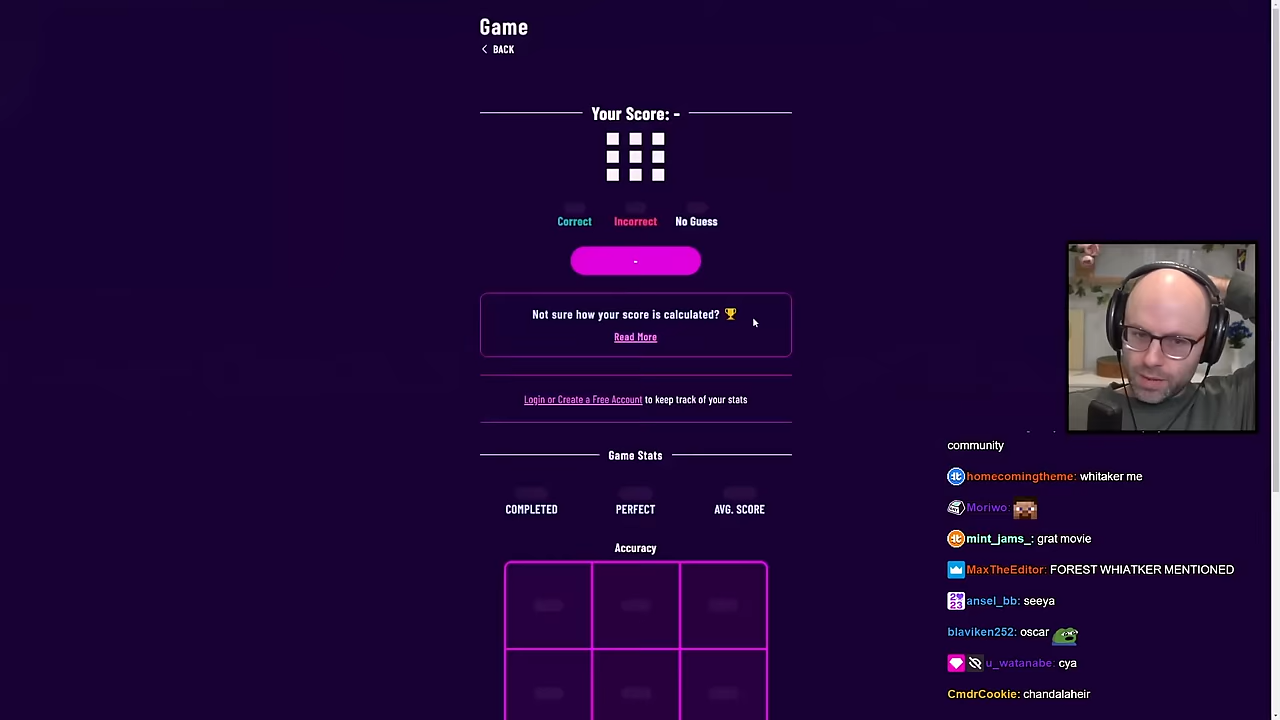 Game
BACK
Your Score: -
Correct Incorrect No Guess
-
Not sure how your score is calculated? 🏆
Read More
Login or Create a Free Account to keep track of your stats
Game Stats
COMPLETED PERFECT AVG. SCORE
Accuracy
community
homecomingtheme: whitaker me
Moriwo:
mint_jams_: grat movie
MaxTheEditor: FOREST WHIATKER MENTIONED
ansel_bb: seeya
blaviken252: oscar
u_watanabe: cya
CmdrCookie: chandalaheir